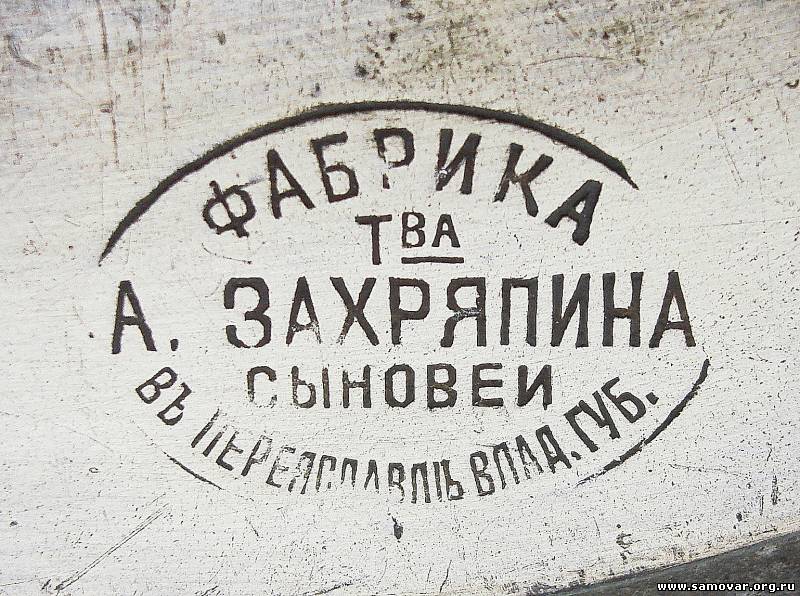 ФАБРИКА
ТВА
А. ЗАХРЯПИНА
СЫНОВЕИ
ВЪ ПЕРЕЯСЛАВЛѢ ВЛАД. ГУБ.
www.samovar.org.ru